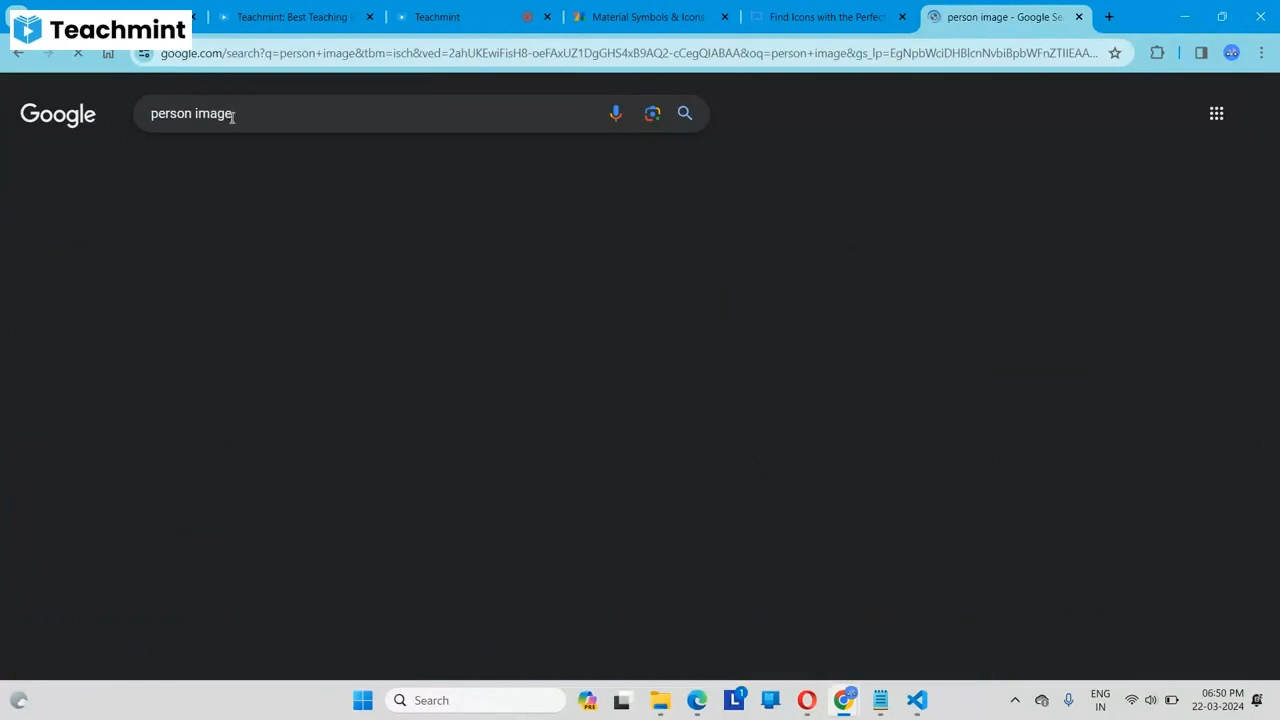 Teachmint
Teachmint: Best Teaching
Teachmint
Material Symbols & Icons
Find Icons with the Perfec
person image - Google Se
google.com/search?q=person+image&tbm=isch&ved=2ahUKEwiFisH8-oeFAxU21DgGHS4xB9AQ2-cCegQIABAA&oq=person+image&gs_lp=EgNpbWciDHBlcnNvbiBpbWFnZTIIEAA...
Google
person image
Search
ENG
IN
06:50 PM
22-03-2024